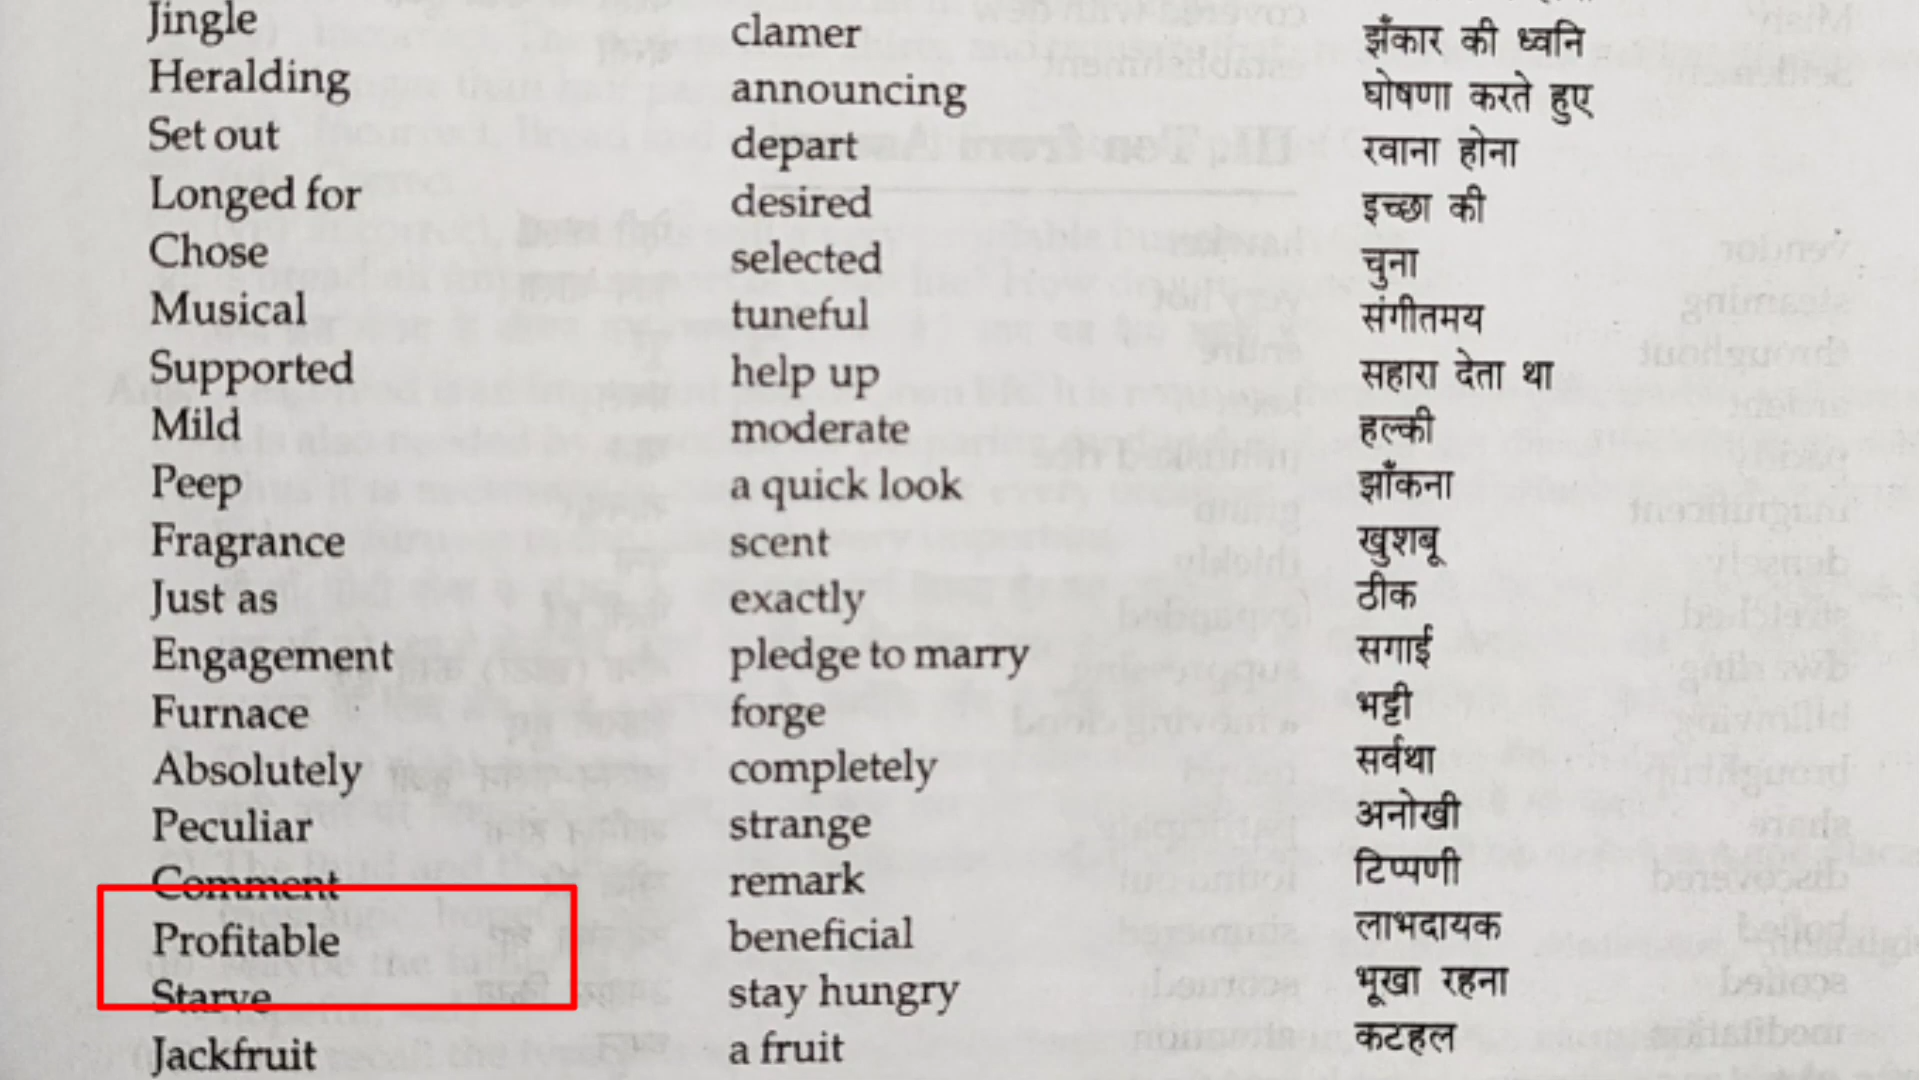 Jingle clamer झँकार की ध्वनि
Heralding announcing घोषणा करते हुए
Set out depart रवाना होना
Longed for desired इच्छा की
Chose selected चुना
Musical tuneful संगीतमय
Supported help up सहारा देता था
Mild moderate हल्की
Peep a quick look झाँकना
Fragrance scent खुशबू
Just as exactly ठीक
Engagement pledge to marry सगाई
Furnace forge भट्टी
Absolutely completely सर्वथा
Peculiar strange अनोखी
Comment remark टिप्पणी
Profitable beneficial लाभदायक
Starve stay hungry भूखा रहना
Jackfruit a fruit कटहल